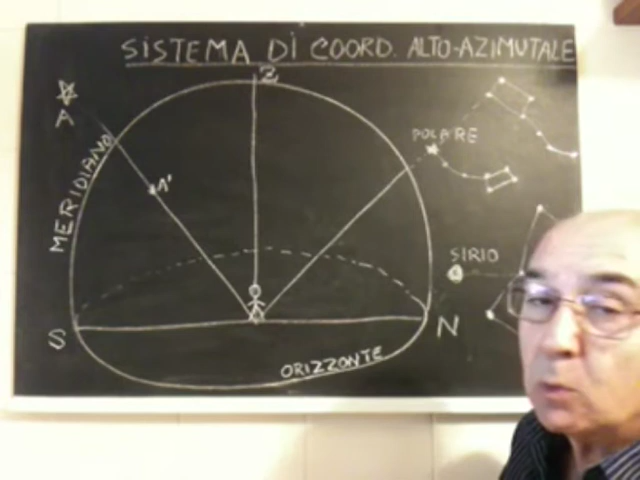 SISTEMA DI COORD. ALTO-AZIMUTALE
Z
A
MERIDIANO
A'
POLARE
SIRIO
S
N
ORIZZONTE